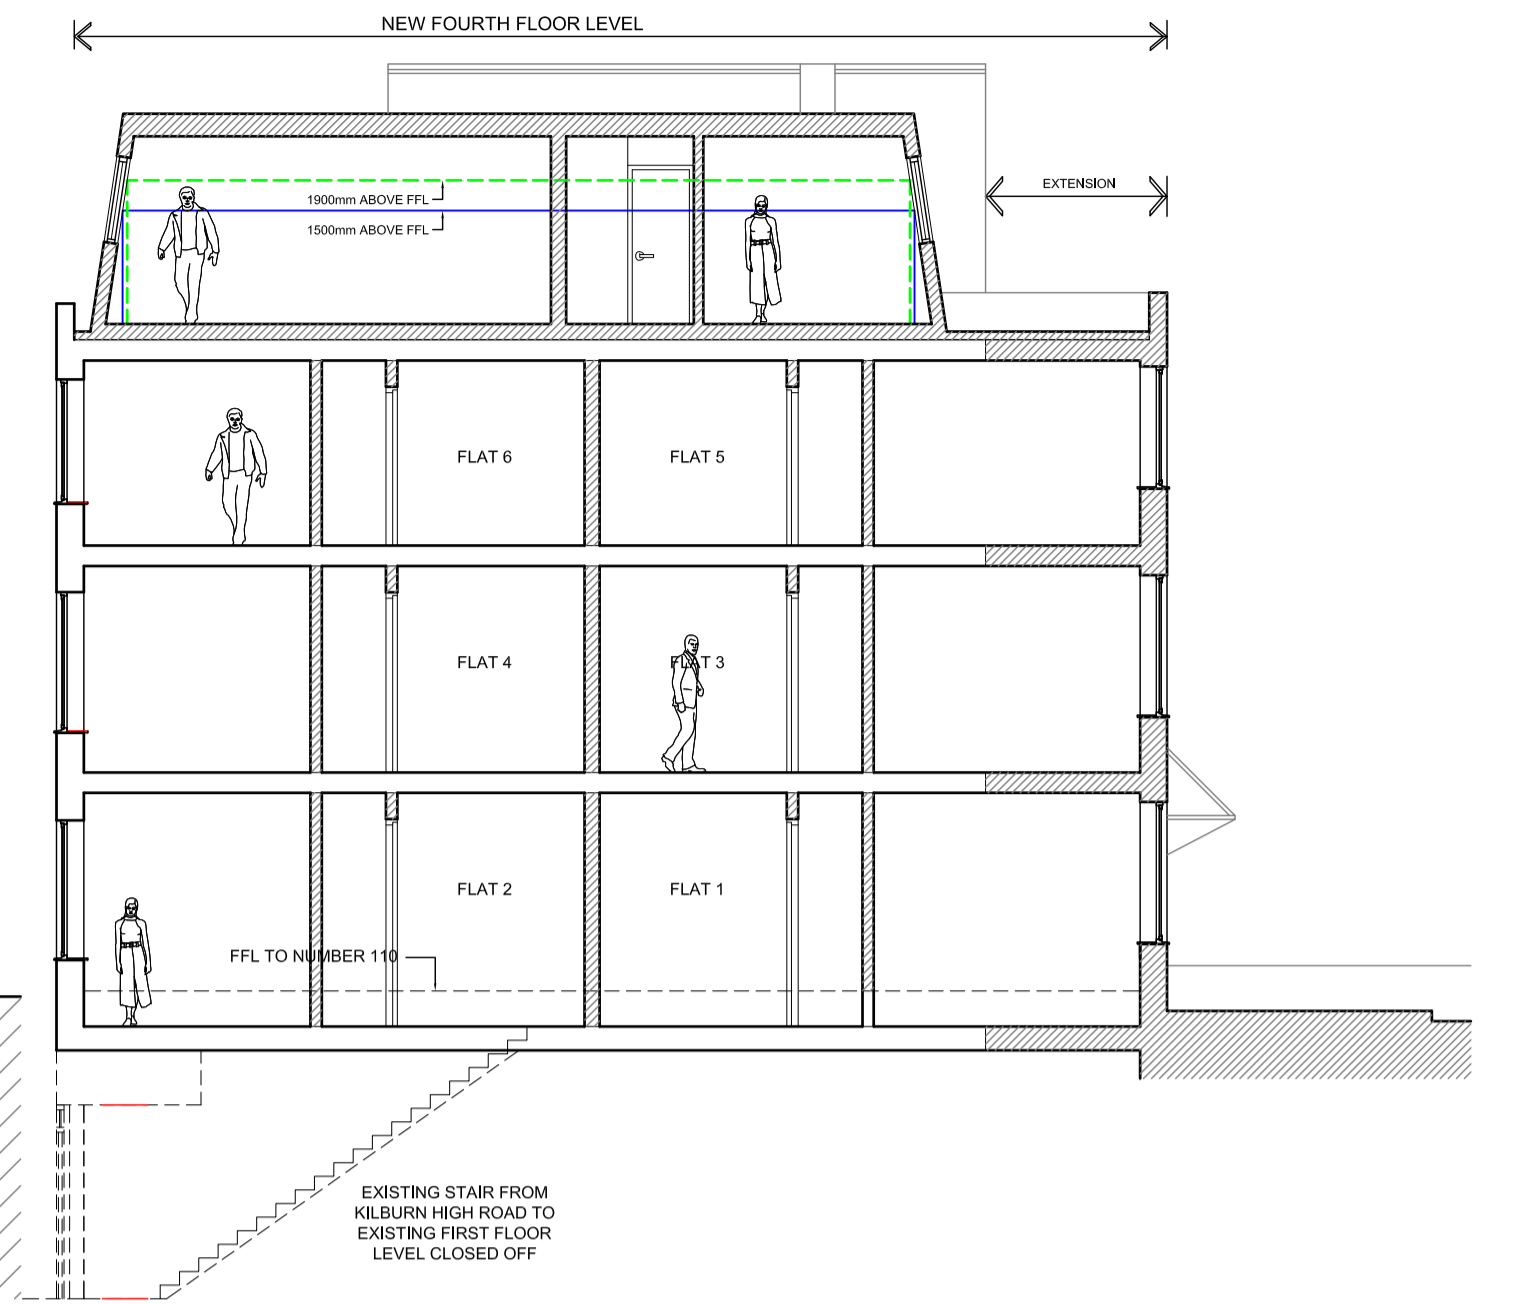 NEW FOURTH FLOOR LEVEL
EXTENSION
1900mm ABOVE FFL
1500mm ABOVE FFL
FLAT 6
FLAT 5
FLAT 4
FLAT 3
FLAT 2
FLAT 1
FFL TO NUMBER 110
EXISTING STAIR FROM
KILBURN HIGH ROAD TO
EXISTING FIRST FLOOR
LEVEL CLOSED OFF